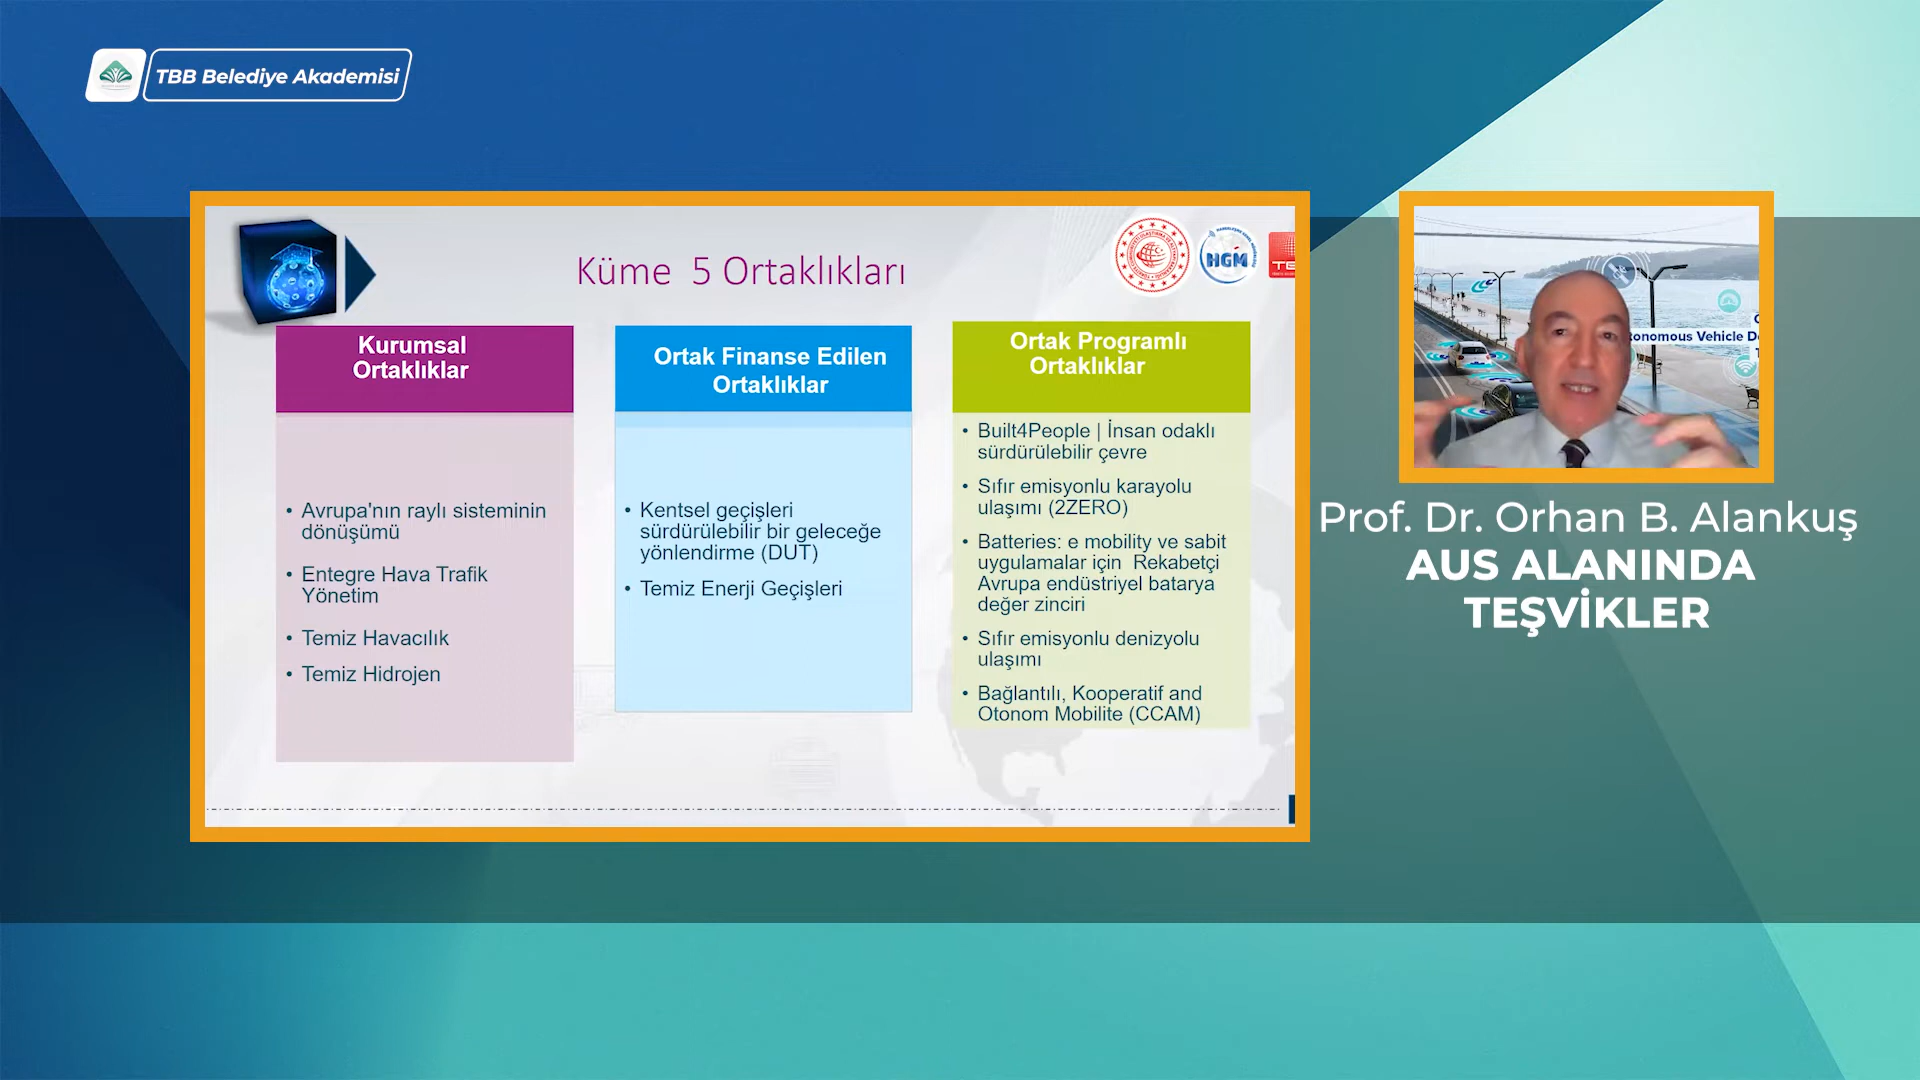 TBB Belediye Akademisi
Küme 5 Ortaklıkları
HGM
Kurumsal
Ortaklıklar
• Avrupa'nın raylı sisteminin
dönüşümü
• Entegre Hava Trafik
Yönetim
• Temiz Havacılık
• Temiz Hidrojen
Ortak Finanse Edilen
Ortaklıklar
• Kentsel geçişleri
sürdürülebilir bir geleceğe
yönlendirme (DUT)
• Temiz Enerji Geçişleri
Ortak Programlı
Ortaklıklar
• Built4People | İnsan odaklı
sürdürülebilir çevre
• Sıfır emisyonlu karayolu
ulaşımı (2ZERO)
• Batteries: e mobility ve sabit
uygulamalar için Rekabetçi
Avrupa endüstriyel batarya
değer zinciri
• Sıfır emisyonlu denizyolu
ulaşımı
• Bağlantılı, Kooperatif and
Otonom Mobilite (CCAM)
Vehicle
Prof. Dr. Orhan B. Alankuş
AUS ALANINDA
TEŞVİKLER